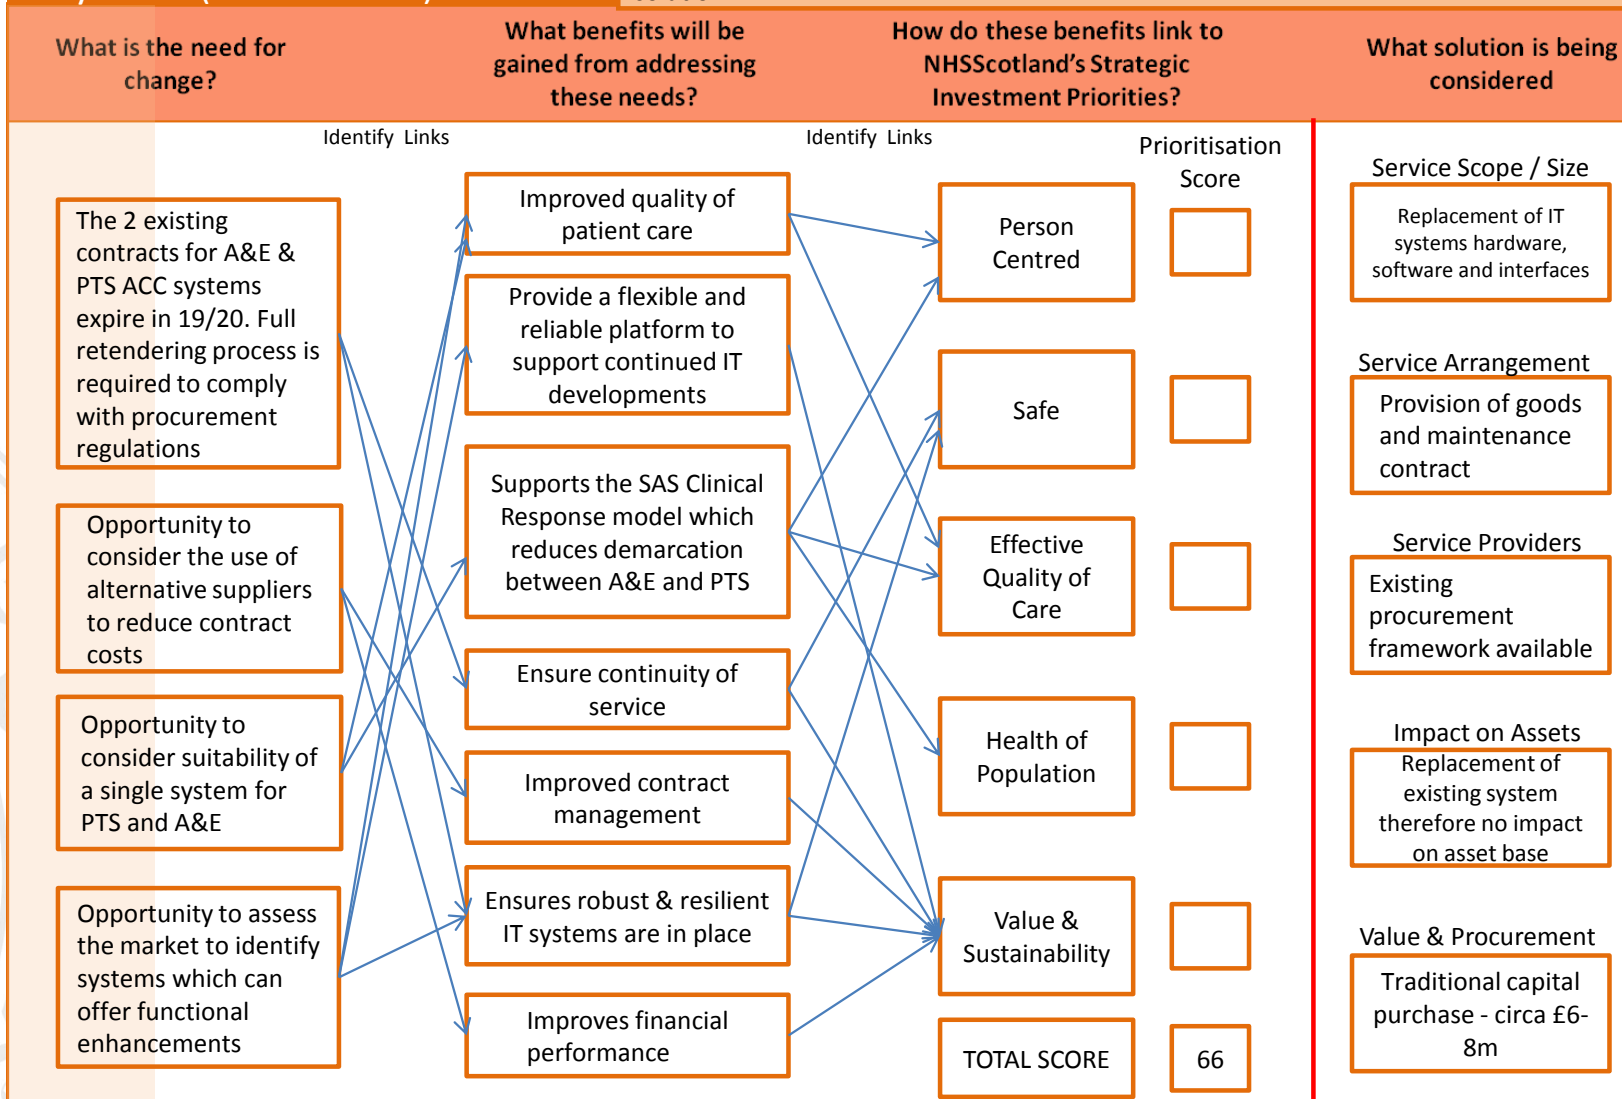 What is the need for
change?
What benefits will be
gained from addressing
these needs?
How do these benefits link to
NHSScotland's Strategic
Investment Priorities?
What solution is being
considered
Identify Links
Identify Links
Prioritisation
Score
The 2 existing
contracts for A&E &
PTS ACC systems
expire in 19/20. Full
retendering process is
required to comply
with procurement
regulations
Opportunity to
consider the use of
alternative suppliers
to reduce contract
costs
Opportunity to
consider suitability of
a single system for
PTS and A&E
Opportunity to assess
the market to identify
systems which can
offer functional
enhancements
Improved quality of
patient care
Provide a flexible and
reliable platform to
support continued IT
developments
Supports the SAS Clinical
Response model which
reduces demarcation
between A&E and PTS
Ensure continuity of
service
Improved contract
management
Ensures robust & resilient
IT systems are in place
Improves financial
performance
Person
Centred
Safe
Effective
Quality of
Care
Health of
Population
Value &
Sustainability
TOTAL SCORE
66
Service Scope / Size
Replacement of IT
systems hardware,
software and interfaces
Service Arrangement
Provision of goods
and maintenance
contract
Service Providers
Existing
procurement
framework available
Impact on Assets
Replacement of
existing system
therefore no impact
on asset base
Value & Procurement
Traditional capital
purchase - circa £6-
8m